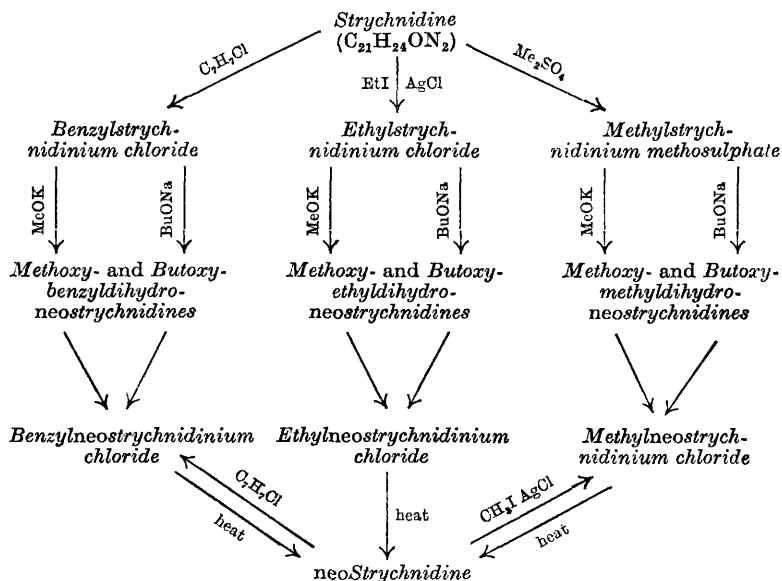 Strychnidine
(C₂₁H₂₄ON₂)
C₇H₇Cl
EtI
AgCl
Me₂SO₄
Benzylstrych-
nidinium chloride
Ethylstrych-
nidinium chloride
Methylstrych-
nidinium methosulphate
MeOK
BuONa
MeOK
BuONa
MeOK
BuONa
Methoxy- and Butoxy-
benzyldihydro-
neostrychnidines
Methoxy- and Butoxy-
ethyldihydro-
neostrychnidines
Methoxy- and Butoxy-
methyldihydro-
neostrychnidines
Benzylneostrychnidinium
chloride
Ethylneostrychnidinium
chloride
Methylneostrych-
nidinium chloride
C₇H₇Cl
heat
heat
CH₃I AgCl
heat
neoStrychnidine